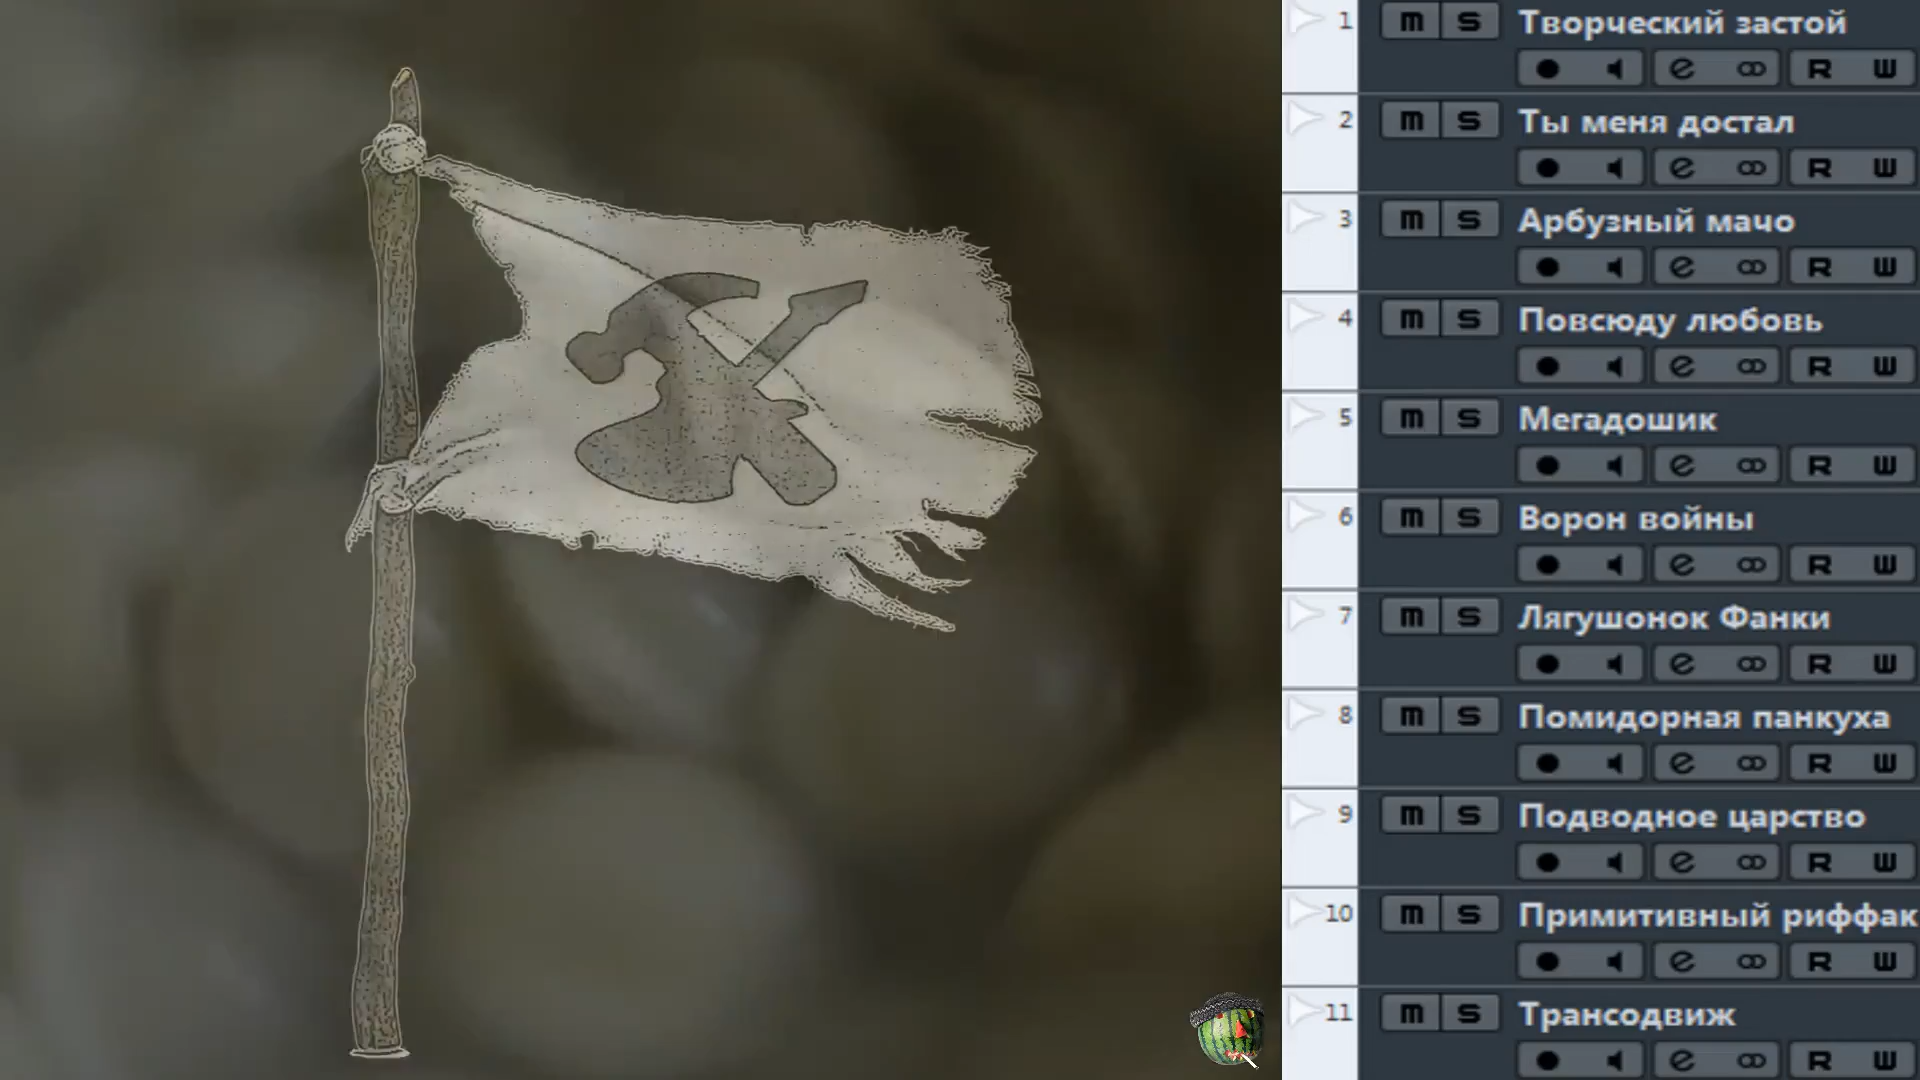 1 m S Творческий застой
R W
2 m S Ты меня достал
R W
3 m S Арбузный мачо
R W
4 m S Повсюду любовь
R W
5 m S Мегадошик
R W
6 m S Ворон войны
R W
7 m S Лягушонок Фанки
R W
8 m S Помидорная панкуха
R W
9 m S Подводное царство
R W
10 m S Примитивный риффак
R W
11 m S Трансодвиж
R W